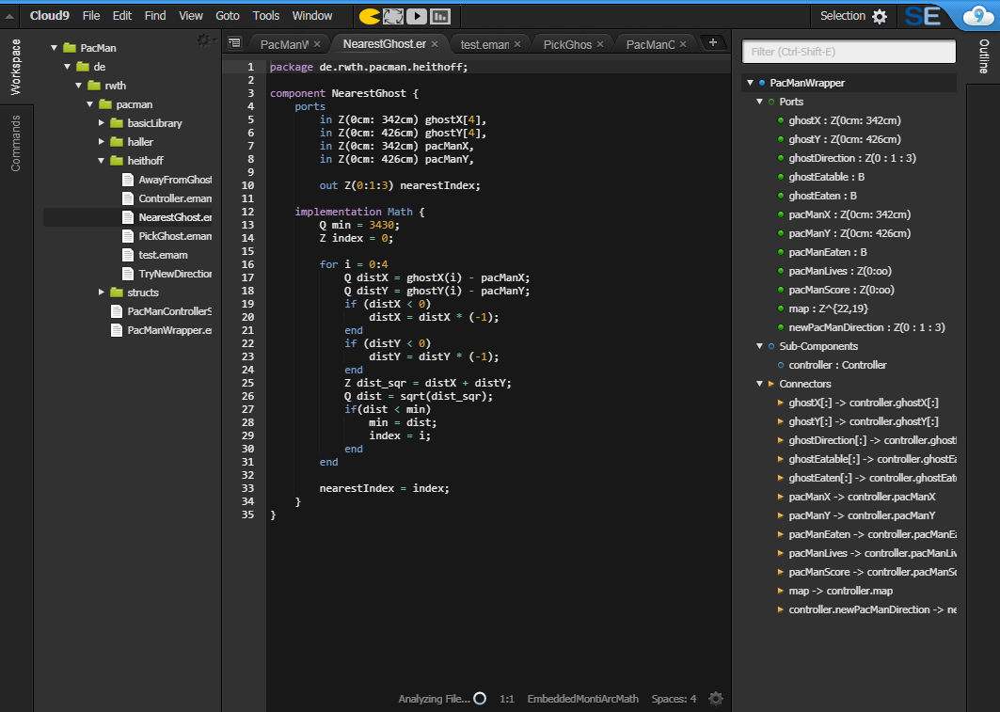 Cloud9 File Edit Find View Goto Tools Window Selection SE 9
Workspace
Commands
PacMan
de
rwth
pacman
basicLibrary
haller
heithoff
AwayFromGhost
Controller.emam
NearestGhost.er
PickGhost.emam
test.emam
TryNewDirection
structs
PacManControllerS
PacManWrapper.er
PacManW × NearestGhost.er × test.emam × PickGhos × PacManC × +
1 package de.rwth.pacman.heithoff;
2
3 component NearestGhost {
4 ports
5 in Z(0cm: 342cm) ghostX[4],
6 in Z(0cm: 426cm) ghostY[4],
7 in Z(0cm: 342cm) pacManX,
8 in Z(0cm: 426cm) pacManY,
9
10 out Z(0:1:3) nearestIndex;
11
12 implementation Math {
13 Q min = 3430;
14 Z index = 0;
15
16 for i = 0:4
17 Q distX = ghostX(i) - pacManX;
18 Q distY = ghostY(i) - pacManY;
19 if (distX < 0)
20 distX = distX * (-1);
21 end
22 if (distY < 0)
23 distY = distY * (-1);
24 end
25 Z dist_sqr = distX + distY;
26 Q dist = sqrt(dist_sqr);
27 if(dist < min)
28 min = dist;
29 index = i;
30 end
31 end
32
33 nearestIndex = index;
34 }
35 }
Analyzing File... 1:1 EmbeddedMontiArcMath Spaces: 4
Filter (Ctrl-Shift-E)
PacManWrapper
Ports
ghostX : Z(0cm: 342cm)
ghostY : Z(0cm: 426cm)
ghostDirection : Z(0 : 1 : 3)
ghostEatable : B
ghostEaten : B
pacManX : Z(0cm: 342cm)
pacManY : Z(0cm: 426cm)
pacManEaten : B
pacManLives : Z(0:oo)
pacManScore : Z(0:oo)
map : Z^{22,19}
newPacManDirection : Z(0 : 1 : 3)
Sub-Components
controller : Controller
Connectors
ghostX[:] -> controller.ghostX[:]
ghostY[:] -> controller.ghostY[:]
ghostDirection[:] -> controller.ghostI
ghostEatable[:] -> controller.ghostEa
ghostEaten[:] -> controller.ghostEate
pacManX -> controller.pacManX
pacManY -> controller.pacManY
pacManEaten -> controller.pacManEa
pacManLives -> controller.pacManLiv
pacManScore -> controller.pacManSc
map -> controller.map
controller.newPacManDirection -> ne
Outline